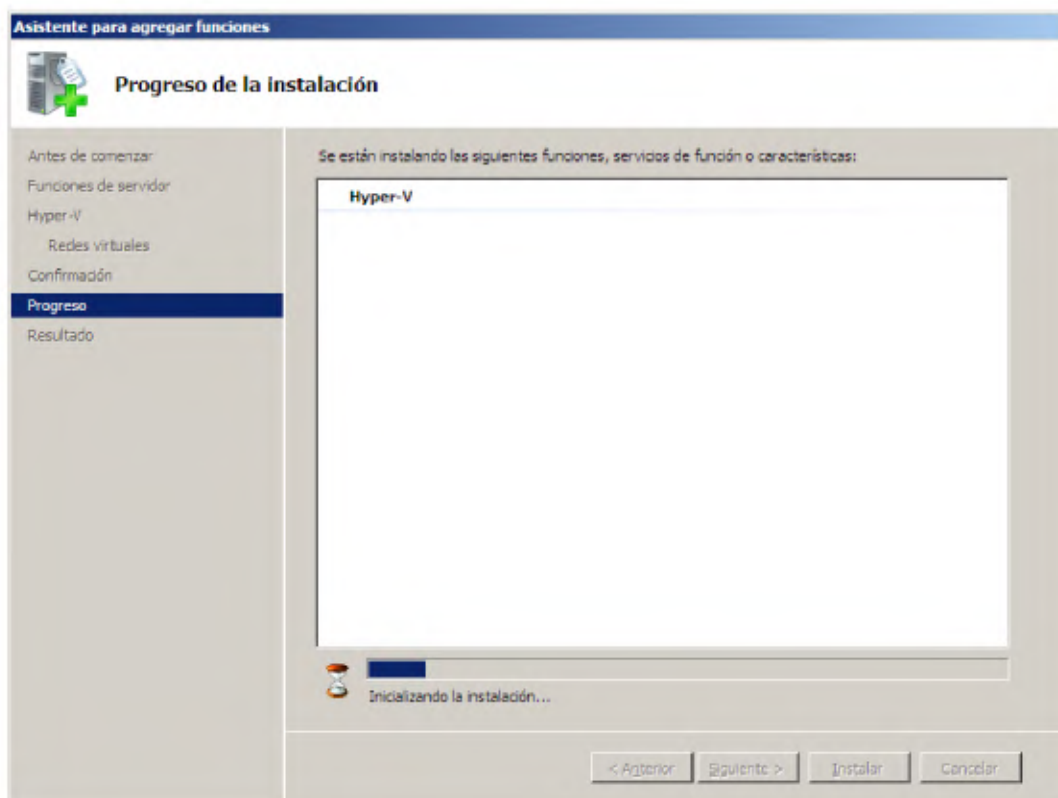 Asistente para agregar funciones
Progreso de la instalación
Antes de comenzar
Funciones de servidor
Hyper-V
Redes virtuales
Confirmación
Progreso
Resultado
Se están instalando las siguientes funciones, servicios de función o características:
Hyper-V
Inicializando la instalación...
< Anterior
Siguiente >
Instalar
Cancelar